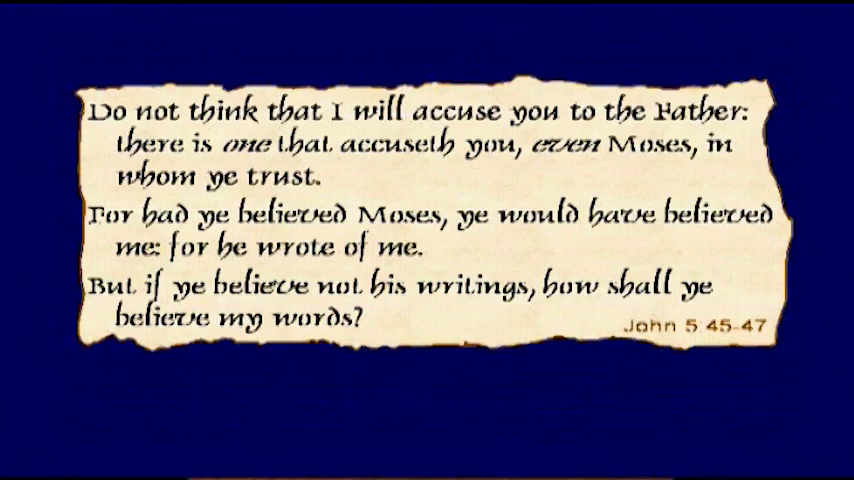 Do not think that I will accuse you to the Father:
there is one that accuseth you, even Moses, in
whom ye trust.
For had ye believed Moses, ye would have believed
me: for he wrote of me.
But if ye believe not his writings, how shall ye
believe my words?
John 5:45-47